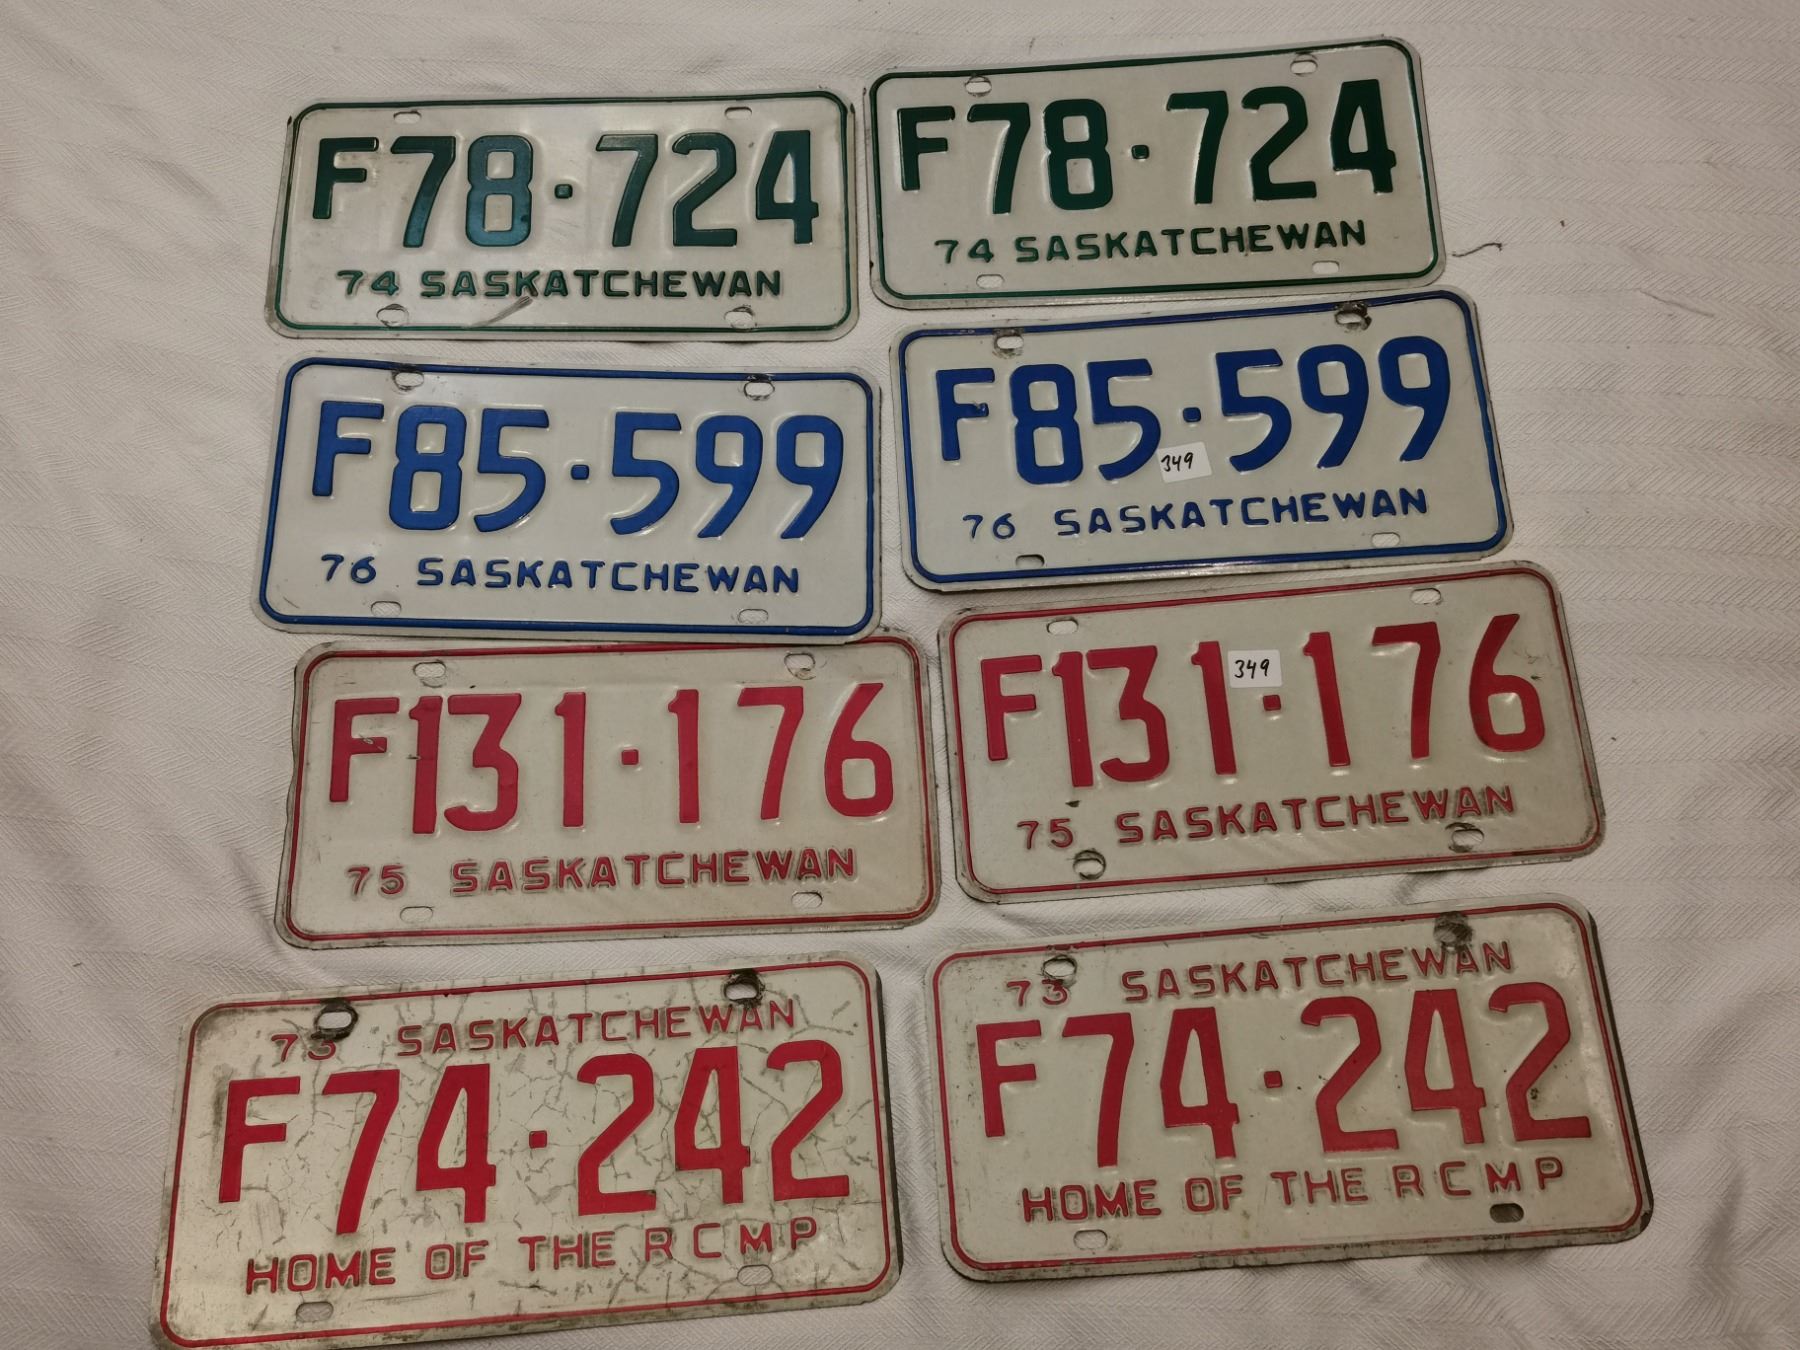 F78·724
74 SASKATCHEWAN
F78·724
74 SASKATCHEWAN
F85·599
76 SASKATCHEWAN
F85·599
349
76 SASKATCHEWAN
F131·176
75 SASKATCHEWAN
F131·176
349
75 SASKATCHEWAN
73 SASKATCHEWAN
F74·242
HOME OF THE RCMP
73 SASKATCHEWAN
F74·242
HOME OF THE RCMP